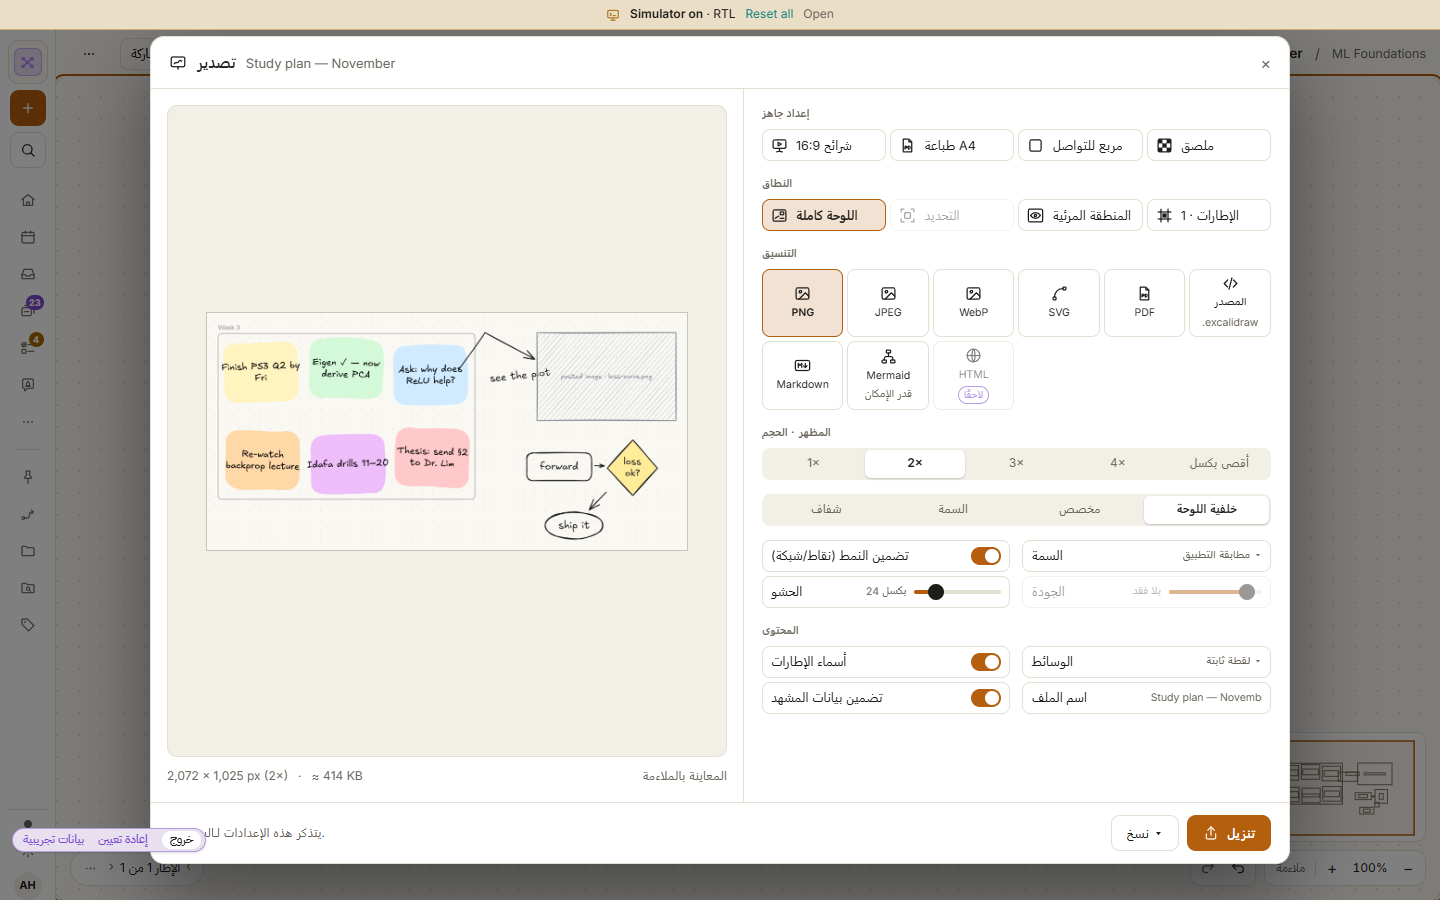 Simulator on · RTL Reset all Open
ML Foundations /
تصدير Study plan — November
×
إعداد جاهز
شرائح 16:9
طباعة A4
مربع للتواصل
ملصق
النطاق
اللوحة كاملة
التحديد
المنطقة المرئية
الإطارات · 1
التنسيق
PNG
JPEG
WebP
SVG
PDF
المصدر
.excalidraw
Markdown
Mermaid
قدر الإمكان
HTML
لاحقًا
المظهر · الحجم
1×
2×
3×
4×
أقصى بكسل
شفاف
السمة
مخصص
خلفية اللوحة
تضمين النمط (نقاط/شبكة)
السمة
مطابقة التطبيق
الحشو
24 بكسل
الجودة
بلا فقد
المحتوى
أسماء الإطارات
الوسائط
لقطة ثابتة
تضمين بيانات المشهد
اسم الملف
Study plan — Novemb
Week 3
Finish PS3 Q2 by
Fri
Eigen ✓ — now
derive PCA
Ask: why does
ReLU help?
see the plot
Re-watch
backprop lecture
Idafa drills 11–20
Thesis: send §2
to Dr. Lim
forward
loss
ok?
ship it
2,072 × 1,025 px (2×) · ≈ 414 KB
المعاينة بالملاءمة
يتذكر هذه الإعدادات
نسخ
تنزيل
23
4
بيانات تجريبية
إعادة تعيين
خروج
الإطار 1 من 1
AH
ملاءمة
+ 100% −